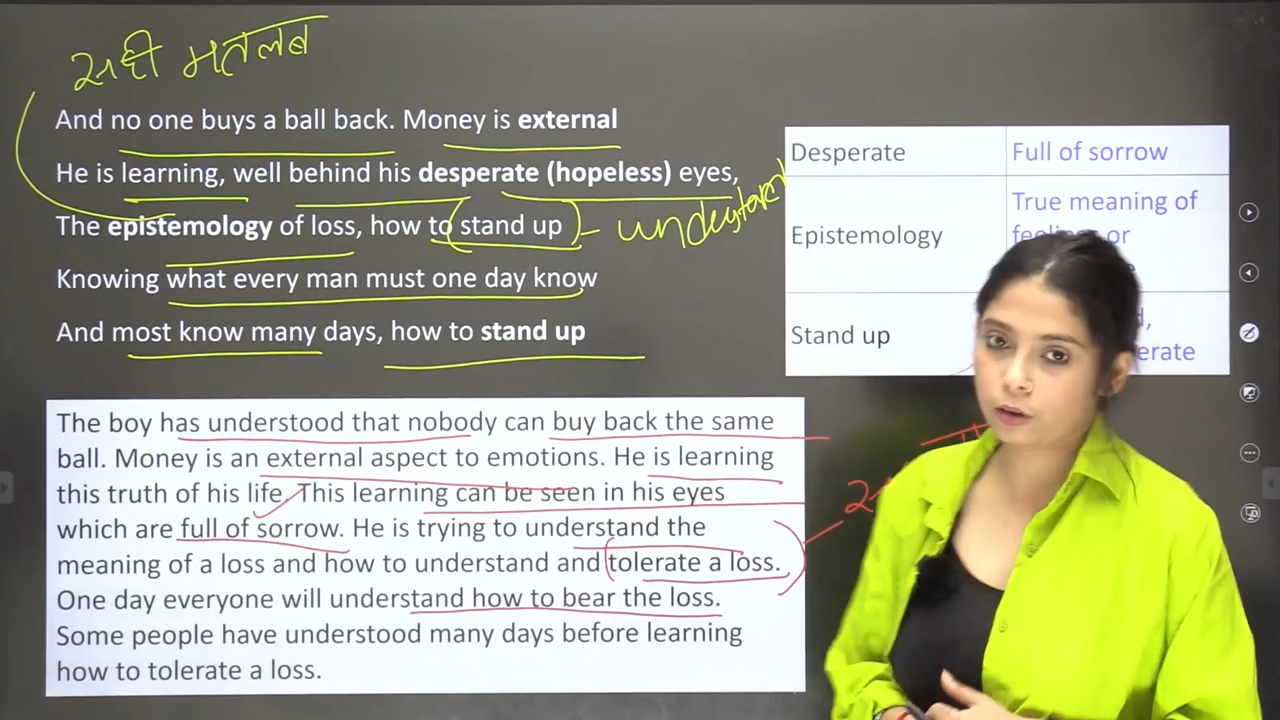 सही मतलब
And no one buys a ball back. Money is external
He is learning, well behind his desperate (hopeless) eyes,
The epistemology of loss, how to stand up - understand
Knowing what every man must one day know
And most know many days, how to stand up
Desperate Full of sorrow
Epistemology True meaning of
or
Stand up
The boy has understood that nobody can buy back the same
ball. Money is an external aspect to emotions. He is learning
this truth of his life. This learning can be seen in his eyes
which are full of sorrow. He is trying to understand the
meaning of a loss and how to understand and tolerate a loss.
One day everyone will understand how to bear the loss.
Some people have understood many days before learning
how to tolerate a loss.